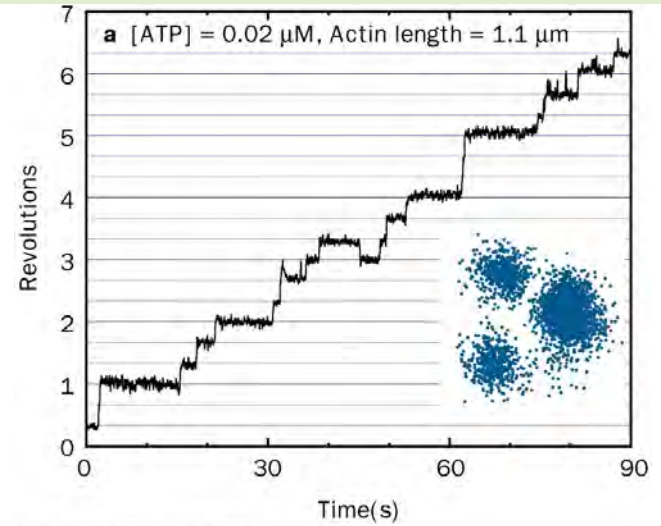 a [ATP] = 0.02 μM, Actin length = 1.1 μm
7
6
5
4
3
2
1
0
Revolutions
0 30 60 90
Time(s)